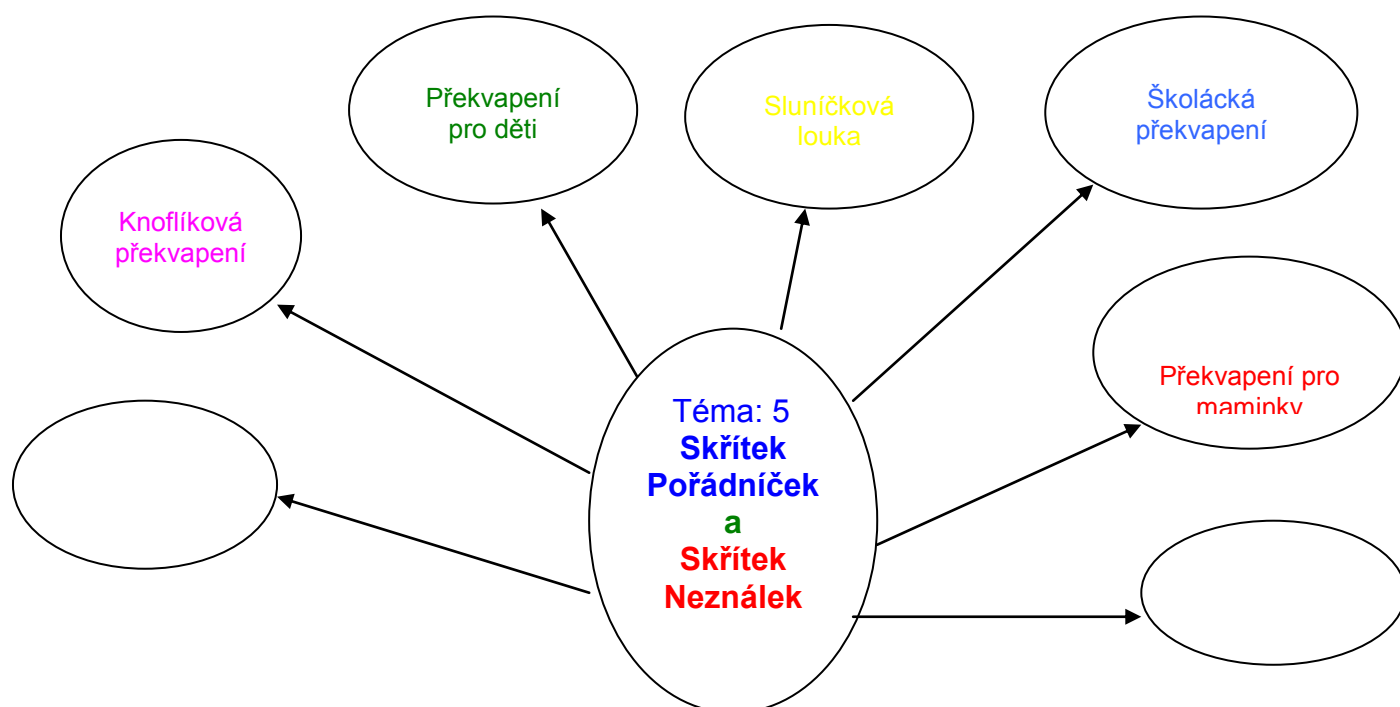 Překvapení
pro děti
Sluníčková
louka
Školácká
překvapení
Knoflíková
překvapení
Překvapení pro
maminky
Téma: 5
Skřítek
Pořádníček
a
Skřítek
Neználek